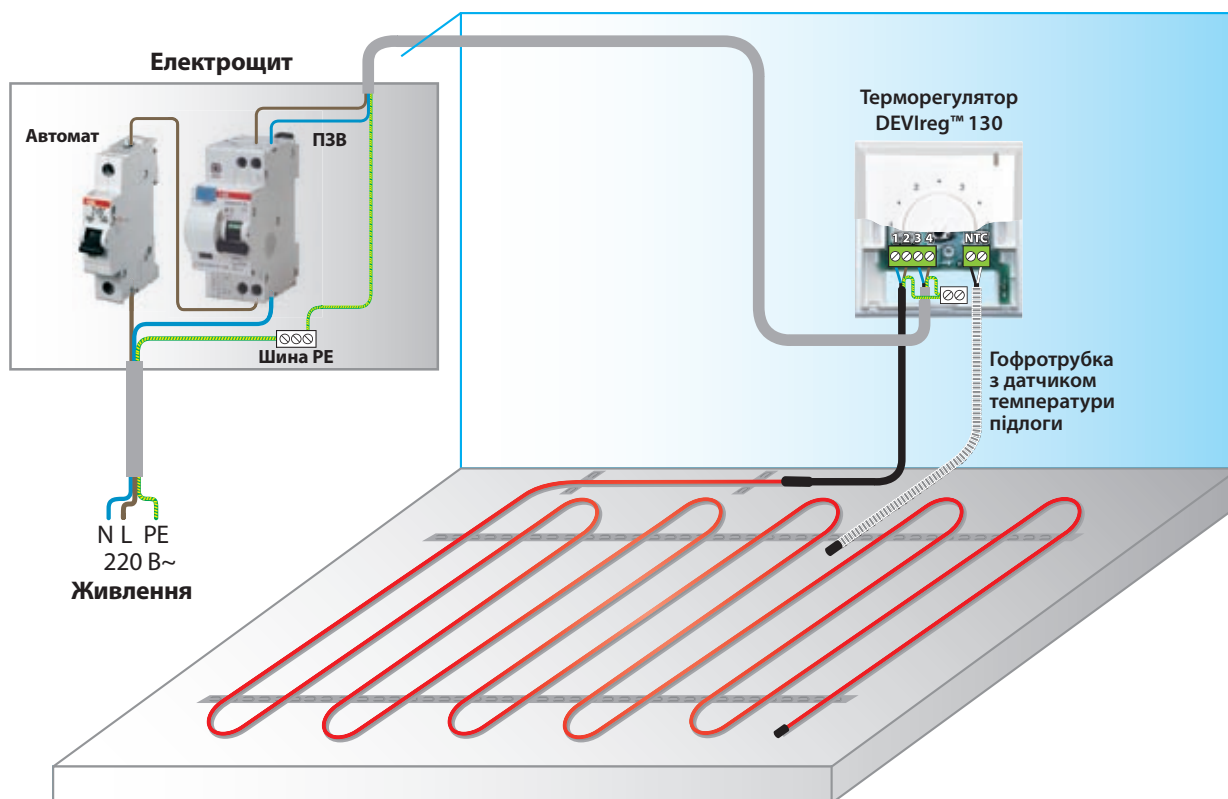 Електрощит
Автомат
ПЗВ
Шина PE
N L PE
220 В~
Живлення
Терморегулятор
DEVIreg™ 130
1 2 3 4
NTC
Гофротрубка
з датчиком
температури
підлоги